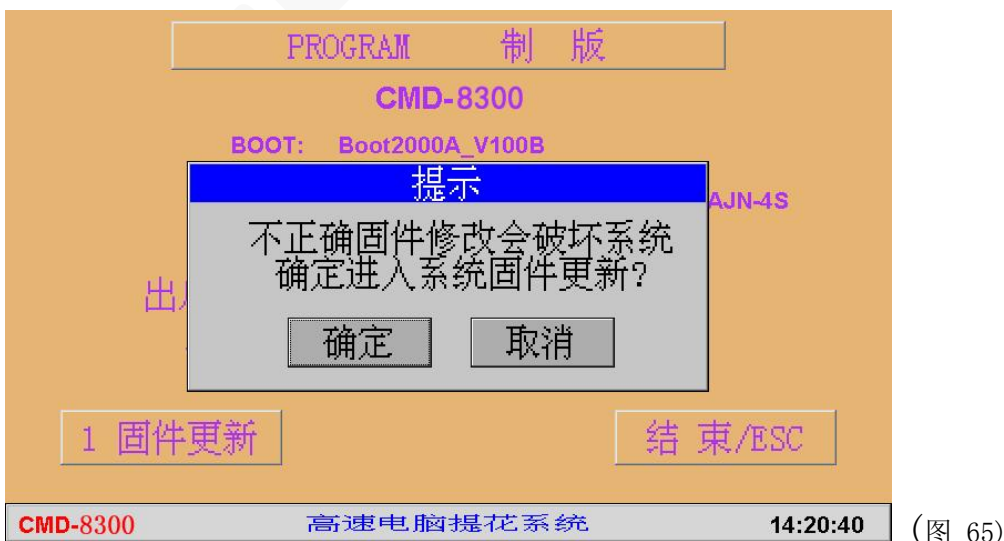 PROGRAM 制 版
CMD-8300
BOOT: Boot2000A_V100B
提示
AJN-4S
不正确固件修改会破坏系统
确定进入系统固件更新?
出
确定 取消
1 固件更新 结 束/ESC
CMD-8300 高速电脑提花系统 14:20:40
(图 65)